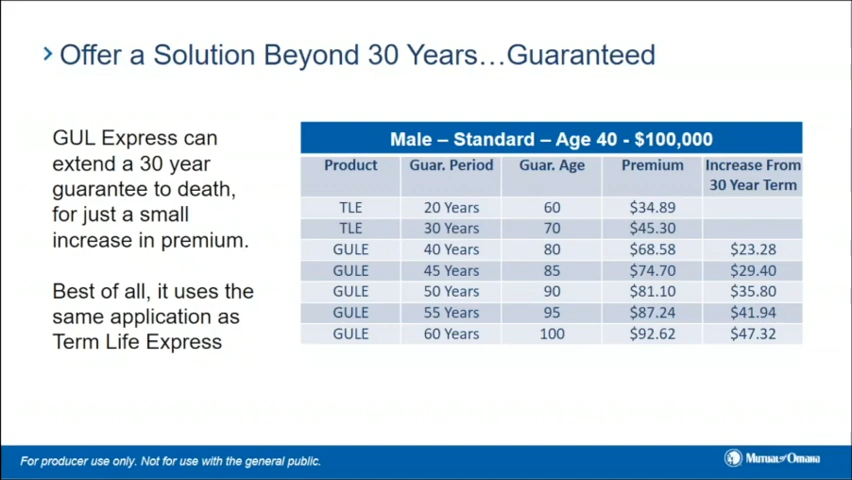 › Offer a Solution Beyond 30 Years…Guaranteed
GUL Express can
extend a 30 year
guarantee to death,
for just a small
increase in premium.
Best of all, it uses the
same application as
Term Life Express
Male – Standard – Age 40 - $100,000
Product Guar. Period Guar. Age Premium Increase From
30 Year Term
TLE 20 Years 60 $34.89
TLE 30 Years 70 $45.30
GULE 40 Years 80 $68.58 $23.28
GULE 45 Years 85 $74.70 $29.40
GULE 50 Years 90 $81.10 $35.80
GULE 55 Years 95 $87.24 $41.94
GULE 60 Years 100 $92.62 $47.32
For producer use only. Not for use with the general public.
Mutual of Omaha